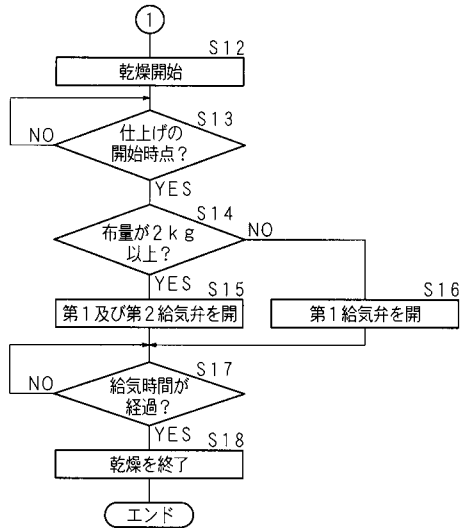 1
S12
乾燥開始
S13
仕上げの
開始時点?
NO
YES
S14
布量が2kg
以上?
NO
YES
S15
第1及び第2給気弁を開
S16
第1給気弁を開
S17
給気時間が
経過?
NO
YES
S18
乾燥を終了
エンド